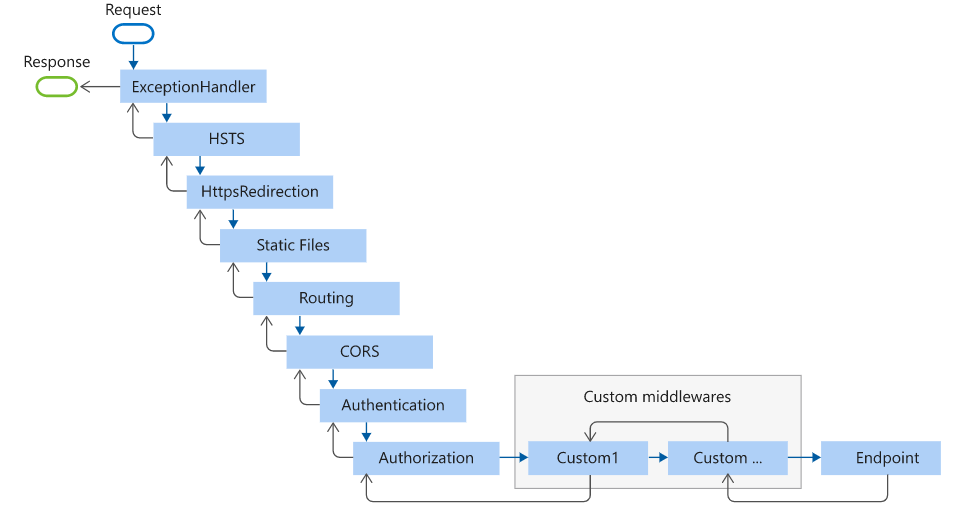 Request
Response
ExceptionHandler
HSTS
HttpsRedirection
Static Files
Routing
CORS
Authentication
Custom middlewares
Authorization
Custom1
Custom ...
Endpoint